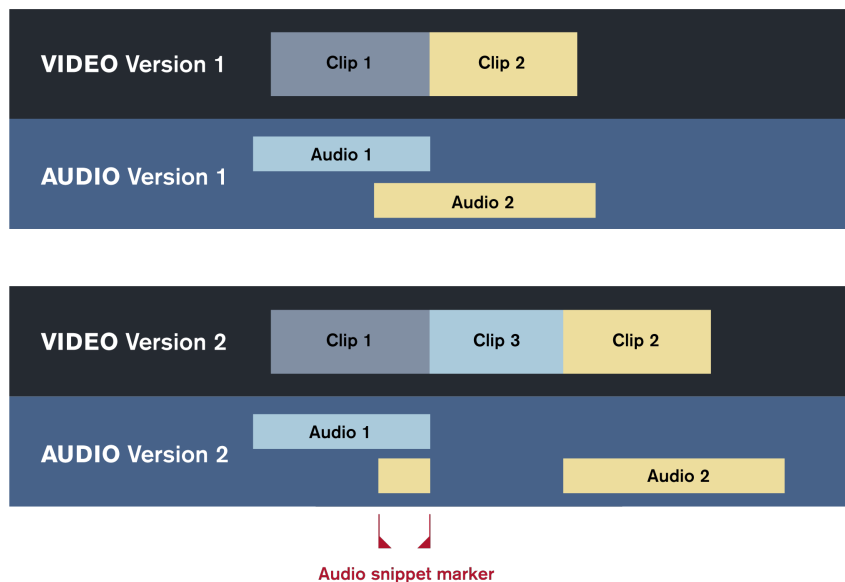 VIDEO Version 1
Clip 1
Clip 2
AUDIO Version 1
Audio 1
Audio 2
VIDEO Version 2
Clip 1
Clip 3
Clip 2
AUDIO Version 2
Audio 1
Audio 2
Audio snippet marker